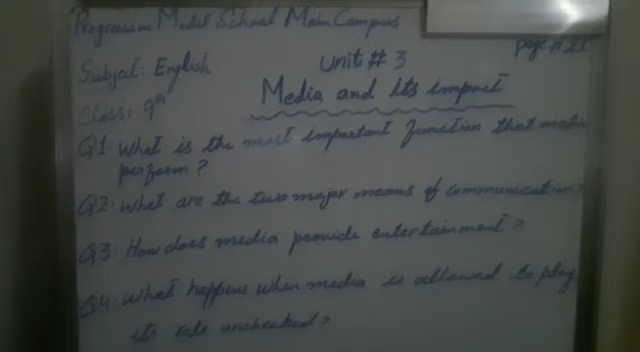 Progressive Model School Main Campus
page # 25
Subject: English
Unit # 3
Class: 9th
Media and its impact
Q1: What is the most important function that media
perform?
Q2: What are the two major means of communication?
Q3: How does media provide entertainment?
Q4: What happens when media is allowed to play
its role unchecked?